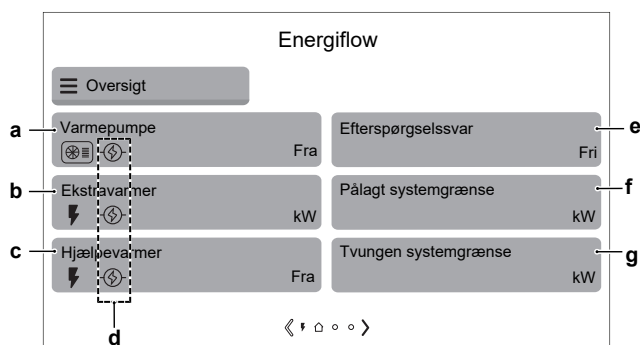 Energiflow
Oversigt
a Varmepumpe
Fra
Efterspørgselssvar e
Fri
b Ekstravarmer
kW
Pålagt systemgrænse f
kW
c Hjælpevarmer
Fra
Tvungen systemgrænse g
kW
d